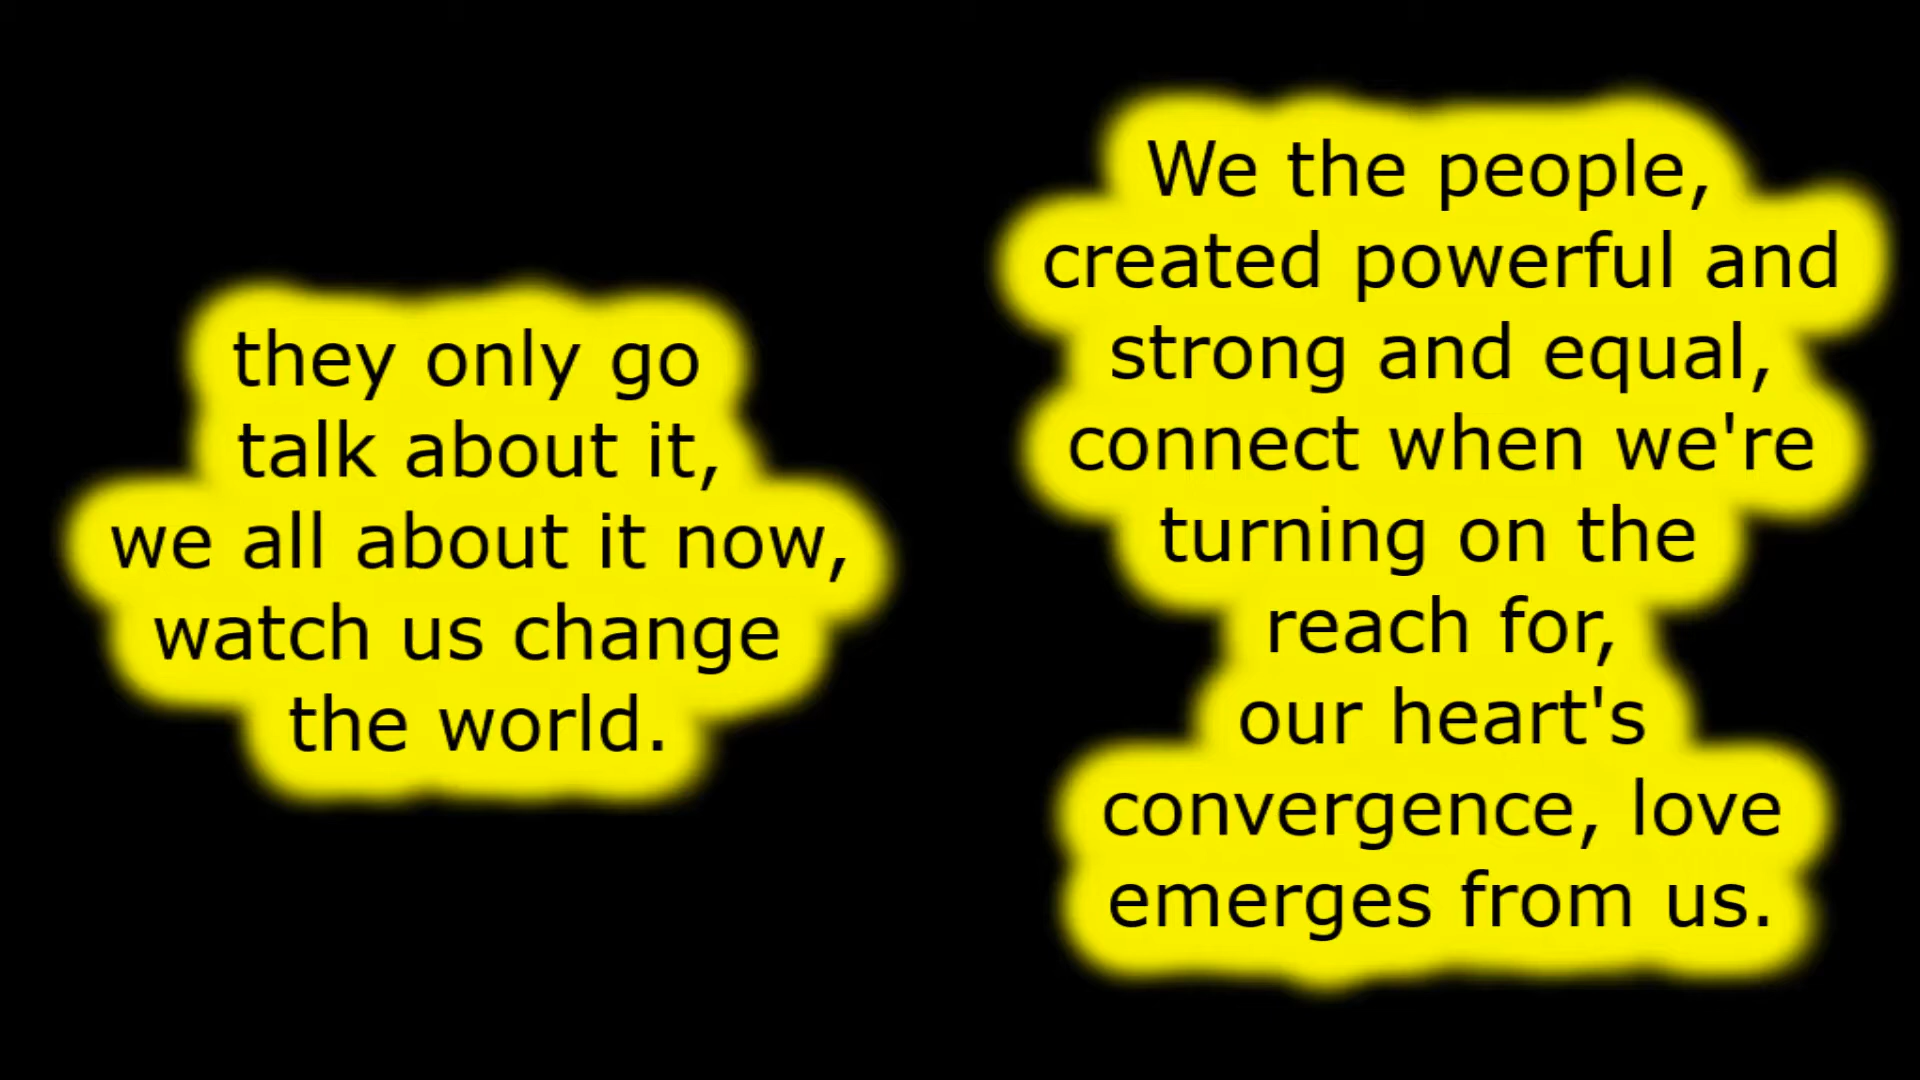 they only go
talk about it,
we all about it now,
watch us change
the world.
We the people,
created powerful and
strong and equal,
connect when we're
turning on the
reach for,
our heart's
convergence, love
emerges from us.